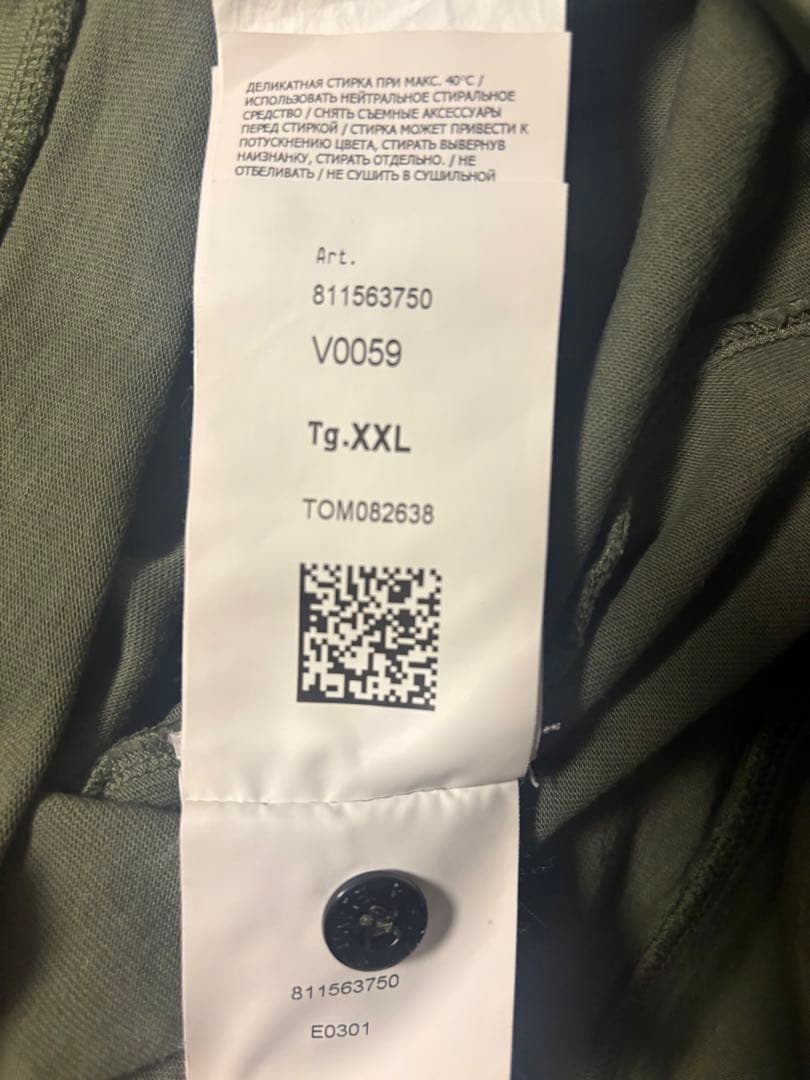 ДЕЛИКАТНАЯ СТИРКА ПРИ МАКС. 40°C /
ИСПОЛЬЗОВАТЬ НЕЙТРАЛЬНОЕ СТИРАЛЬНОЕ
СРЕДСТВО / СНЯТЬ СЪЕМНЫЕ АКСЕССУАРЫ
ПЕРЕД СТИРКОЙ / СТИРКА МОЖЕТ ПРИВЕСТИ К
ПОТУСКНЕНИЮ ЦВЕТА, СТИРАТЬ ВЫВЕРНУВ
НАИЗНАНКУ, СТИРАТЬ ОТДЕЛЬНО. / НЕ
ОТБЕЛИВАТЬ / НЕ СУШИТЬ В СУШИЛЬНОЙ
Art.
811563750
V0059
Tg.XXL
TOM082638
811563750
E0301